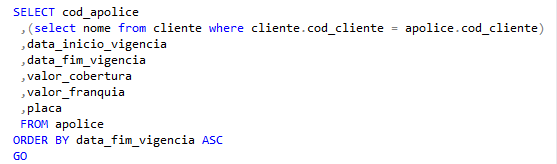 SELECT cod_apolice
,(select nome from cliente where cliente.cod_cliente = apolice.cod_cliente)
,data_inicio_vigencia
,data_fim_vigencia
,valor_cobertura
,valor_franquia
,placa
FROM apolice
ORDER BY data_fim_vigencia ASC
GO